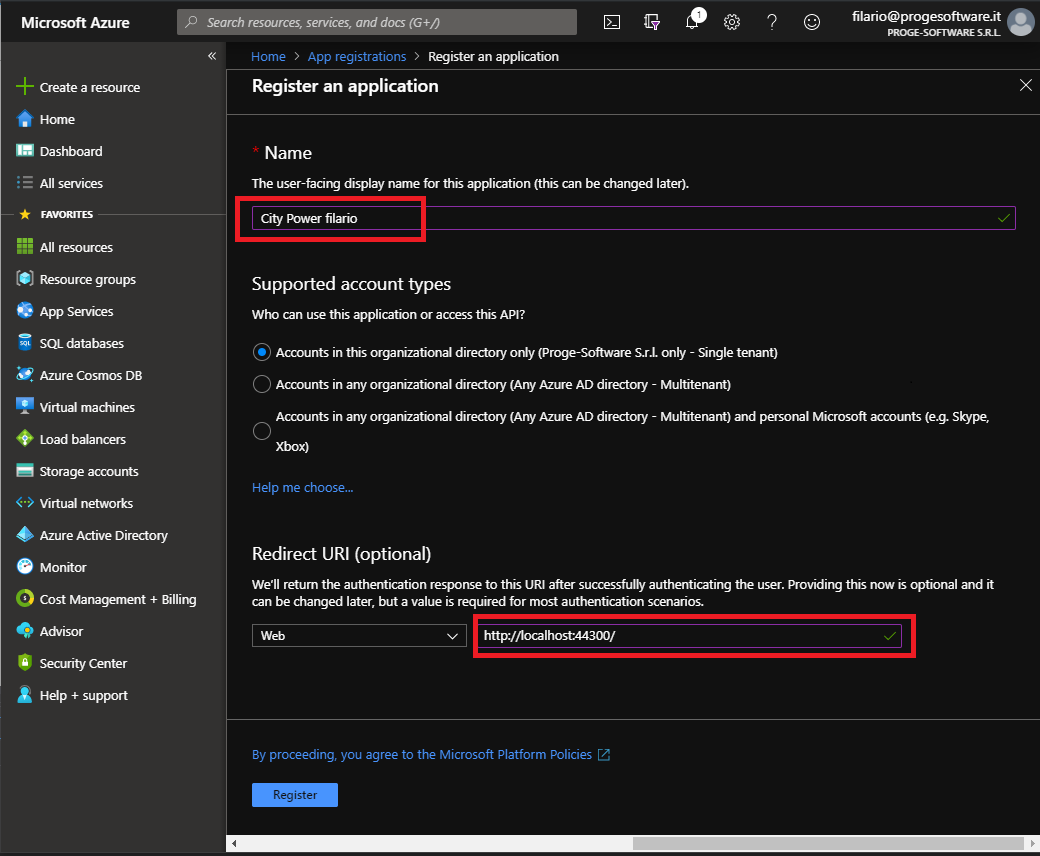 Microsoft Azure
Search resources, services, and docs (G+/)
1
filario@progesoftware.it
PROGE-SOFTWARE S.R.L.
«
Create a resource
Home
Dashboard
All services
FAVORITES
All resources
Resource groups
App Services
SQL databases
Azure Cosmos DB
Virtual machines
Load balancers
Storage accounts
Virtual networks
Azure Active Directory
Monitor
Cost Management + Billing
Advisor
Security Center
Help + support
Home > App registrations > Register an application
Register an application
* Name
The user-facing display name for this application (this can be changed later).
City Power filario
Supported account types
Who can use this application or access this API?
Accounts in this organizational directory only (Proge-Software S.r.l. only - Single tenant)
Accounts in any organizational directory (Any Azure AD directory - Multitenant)
Accounts in any organizational directory (Any Azure AD directory - Multitenant) and personal Microsoft accounts (e.g. Skype,
Xbox)
Help me choose...
Redirect URI (optional)
We'll return the authentication response to this URI after successfully authenticating the user. Providing this now is optional and it
can be changed later, but a value is required for most authentication scenarios.
Web
http://localhost:44300/
By proceeding, you agree to the Microsoft Platform Policies
Register